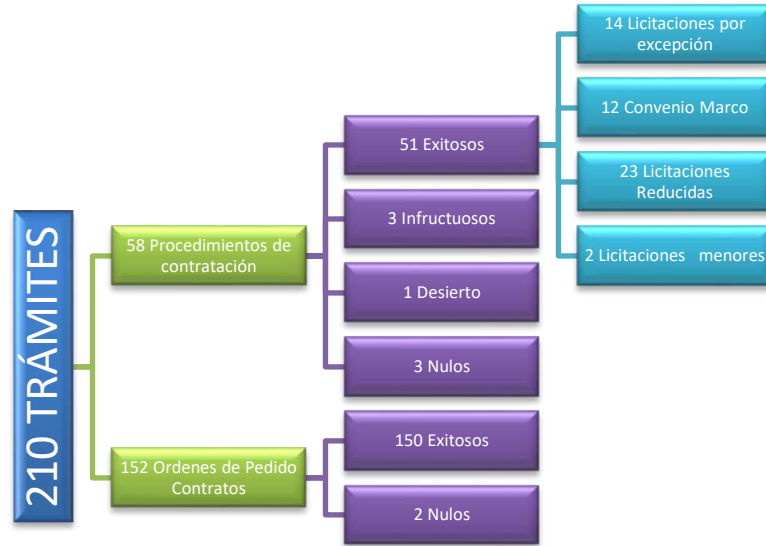 210 TRÁMITES
58 Procedimientos de
contratación
51 Exitosos
14 Licitaciones por
excepción
12 Convenio Marco
23 Licitaciones
Reducidas
2 Licitaciones menores
3 Infructuosos
1 Desierto
3 Nulos
152 Ordenes de Pedido
Contratos
150 Exitosos
2 Nulos